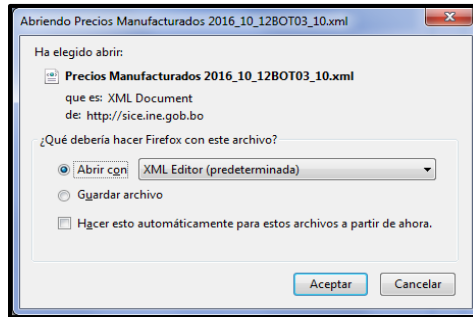 Abriendo Precios Manufacturados 2016_10_12BOT03_10.xml
Ha elegido abrir:
Precios Manufacturados 2016_10_12BOT03_10.xml
que es: XML Document
de: http://sice.ine.gob.bo
¿Qué debería hacer Firefox con este archivo?
Abrir con XML Editor (predeterminada)
Guardar archivo
Hacer esto automáticamente para estos archivos a partir de ahora.
Aceptar Cancelar